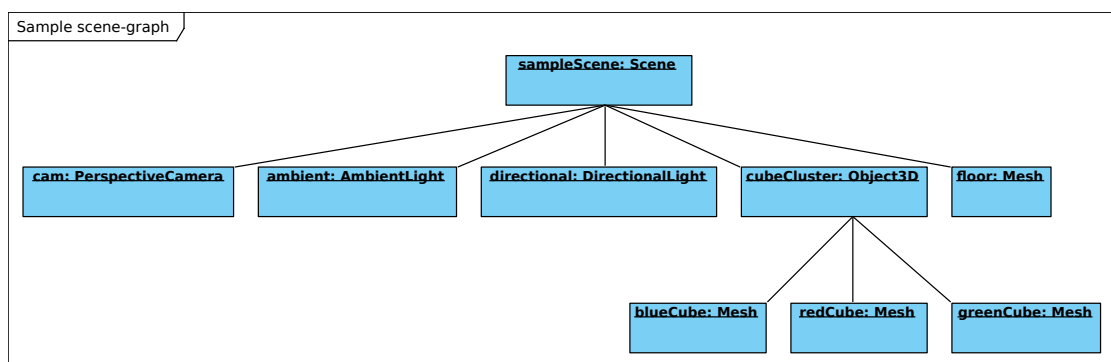 Sample scene-graph
sampleScene: Scene
cam: PerspectiveCamera
ambient: AmbientLight
directional: DirectionalLight
cubeCluster: Object3D
floor: Mesh
blueCube: Mesh
redCube: Mesh
greenCube: Mesh